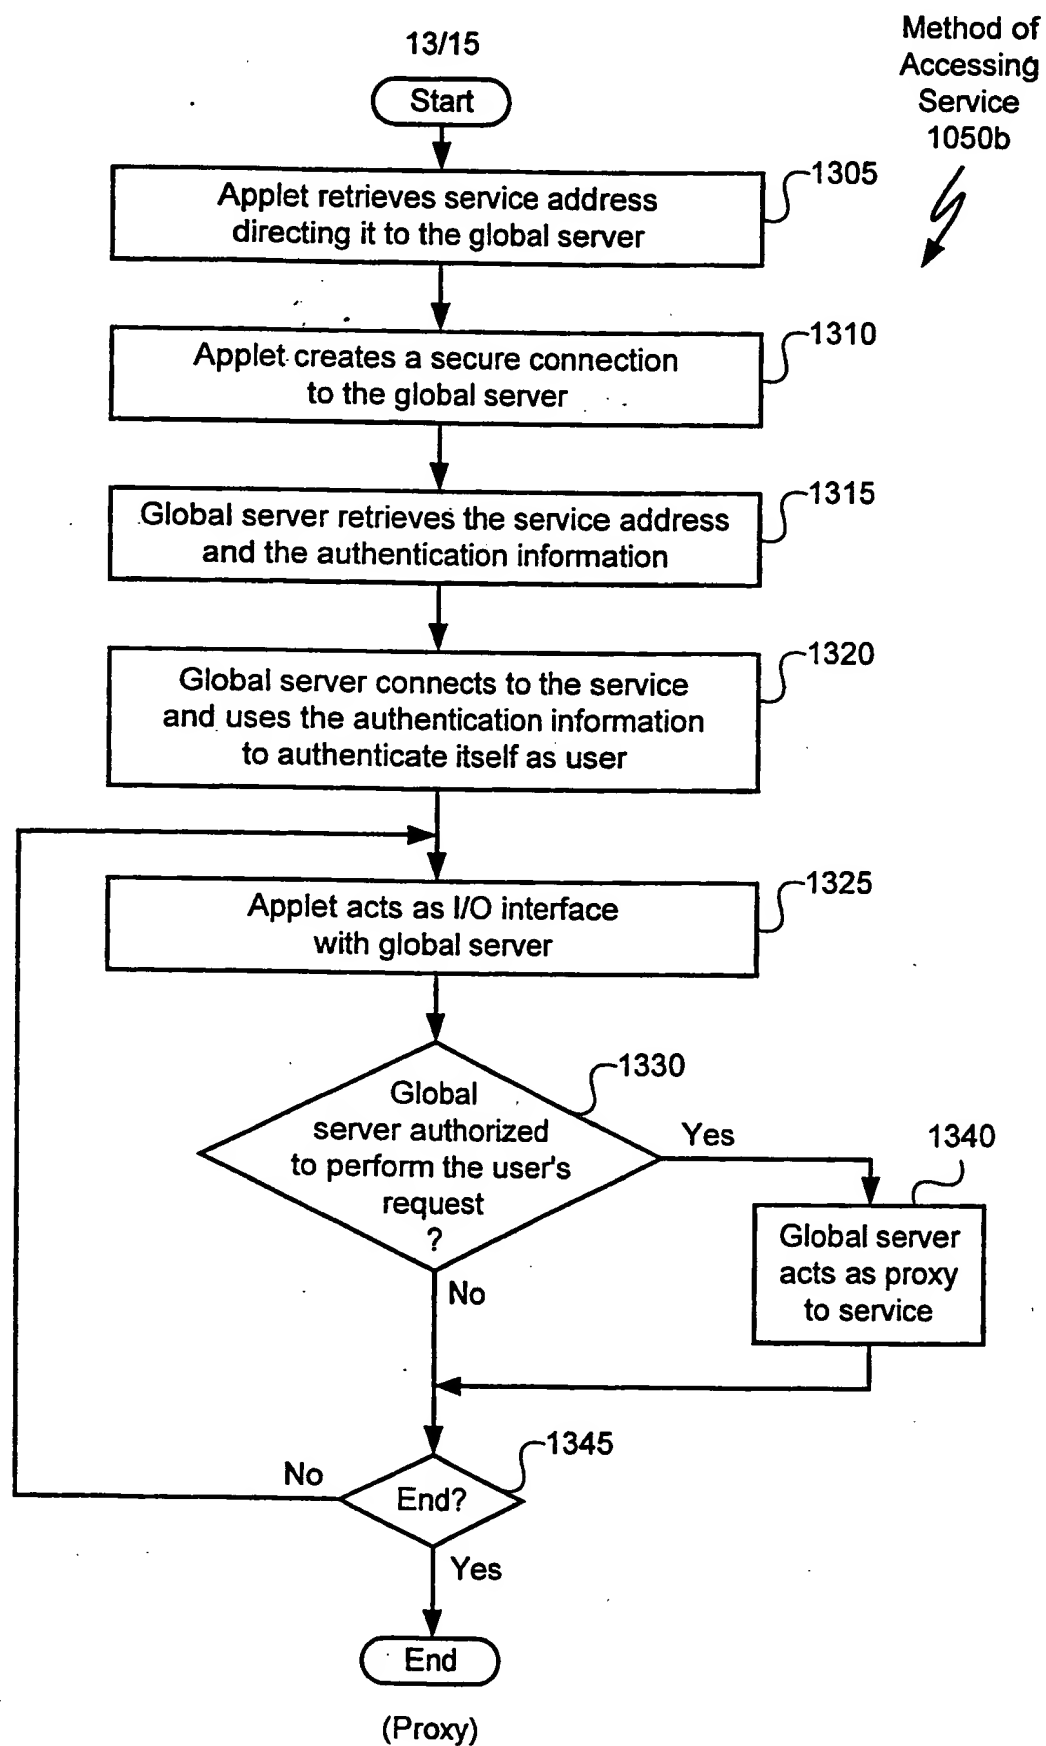 13/15
Method of
Accessing
Service
1050b
Start
1305
Applet retrieves service address
directing it to the global server
1310
Applet creates a secure connection
to the global server
1315
Global server retrieves the service address
and the authentication information
1320
Global server connects to the service
and uses the authentication information
to authenticate itself as user
1325
Applet acts as I/O interface
with global server
1330
Global
server authorized
to perform the user's
request
?
Yes
1340
Global server
acts as proxy
to service
No
1345
No
End?
Yes
End
(Proxy)